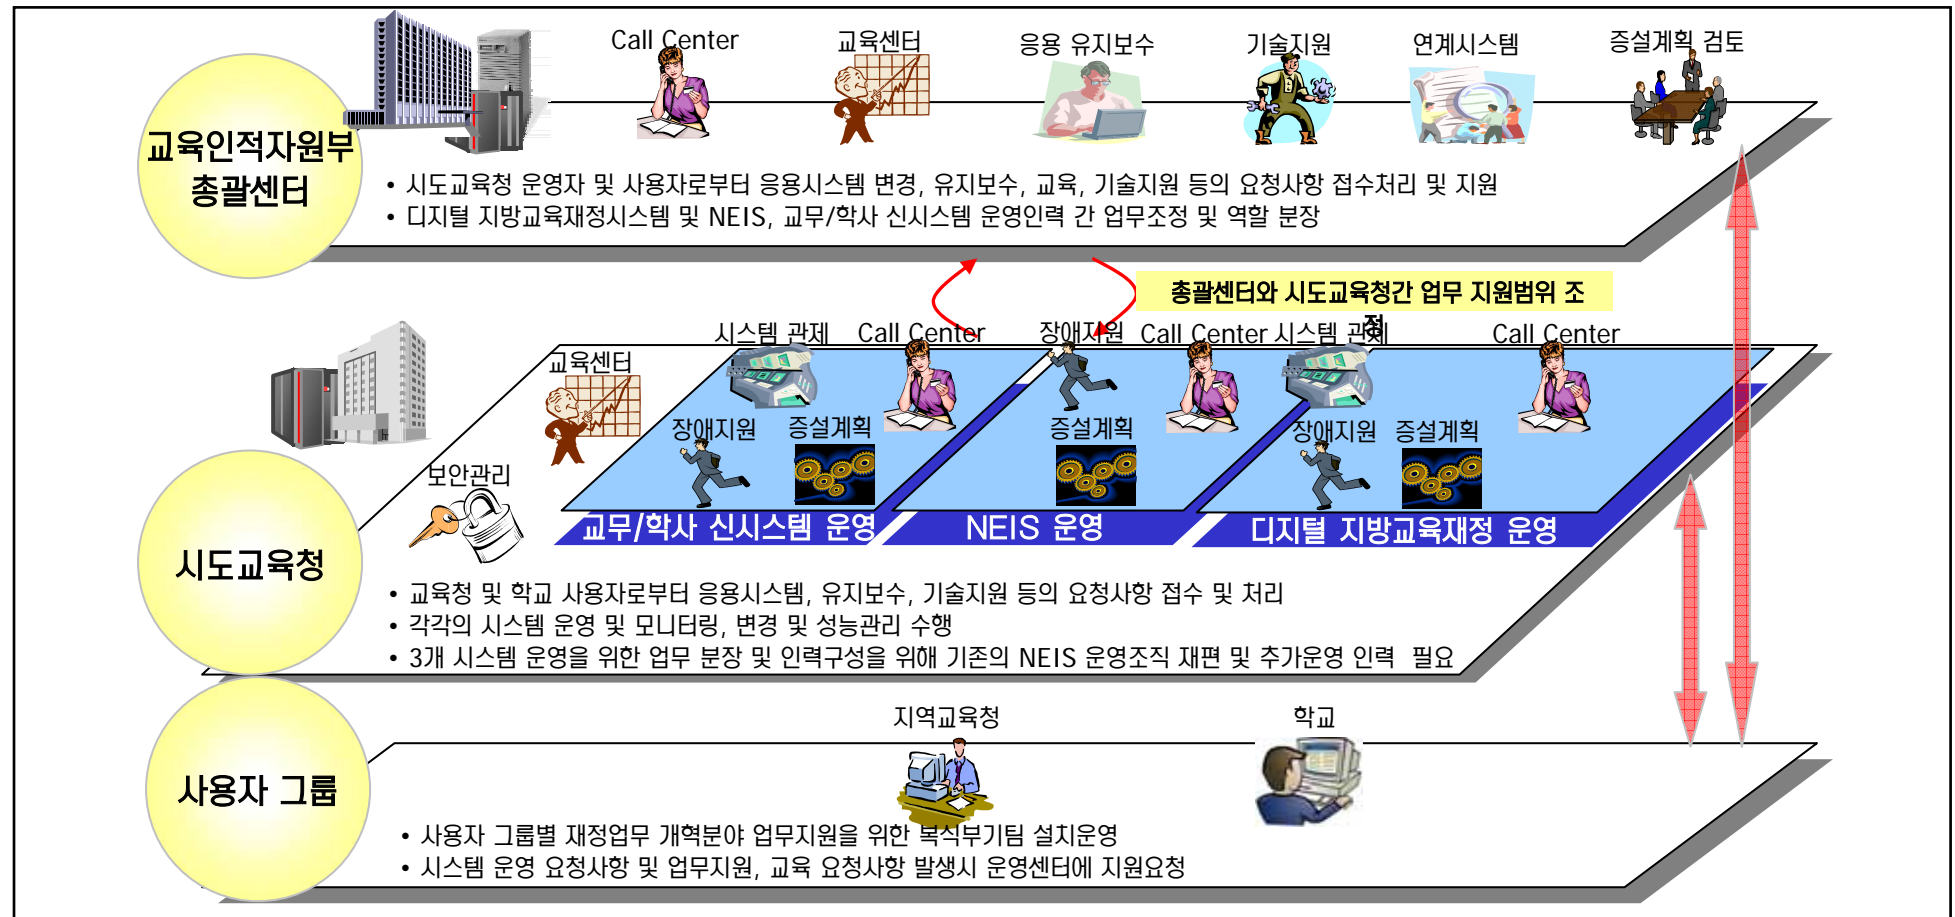 Call Center
교육센터
응용 유지보수
기술지원
연계시스템
증설계획 검토
교육인적자원부
총괄센터
• 시도교육청 운영자 및 사용자로부터 응용시스템 변경, 유지보수, 교육, 기술지원 등의 요청사항 접수처리 및 지원
• 디지털 지방교육재정시스템 및 NEIS, 교무/학사 신시스템 운영인력 간 업무조정 및 역할 분장
총괄센터와 시도교육청간 업무 지원범위 조
정
시스템 관제
Call Center
장애지원
Call Center
시스템 관제
Call Center
교육센터
장애지원
증설계획
증설계획
장애지원
증설계획
보안관리
교무/학사 신시스템 운영
NEIS 운영
디지털 지방교육재정 운영
시도교육청
• 교육청 및 학교 사용자로부터 응용시스템, 유지보수, 기술지원 등의 요청사항 접수 및 처리
• 각각의 시스템 운영 및 모니터링, 변경 및 성능관리 수행
• 3개 시스템 운영을 위한 업무 분장 및 인력구성을 위해 기존의 NEIS 운영조직 재편 및 추가운영 인력 필요
지역교육청
학교
사용자 그룹
• 사용자 그룹별 재정업무 개혁분야 업무지원을 위한 복식부기팀 설치운영
• 시스템 운영 요청사항 및 업무지원, 교육 요청사항 발생시 운영센터에 지원요청